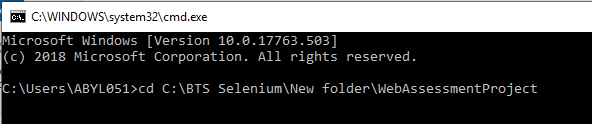 C:\WINDOWS\system32\cmd.exe
Microsoft Windows [Version 10.0.17763.503]
(c) 2018 Microsoft Corporation. All rights reserved.
C:\Users\ABYL051>cd C:\BTS Selenium\New folder\WebAssessmentProject